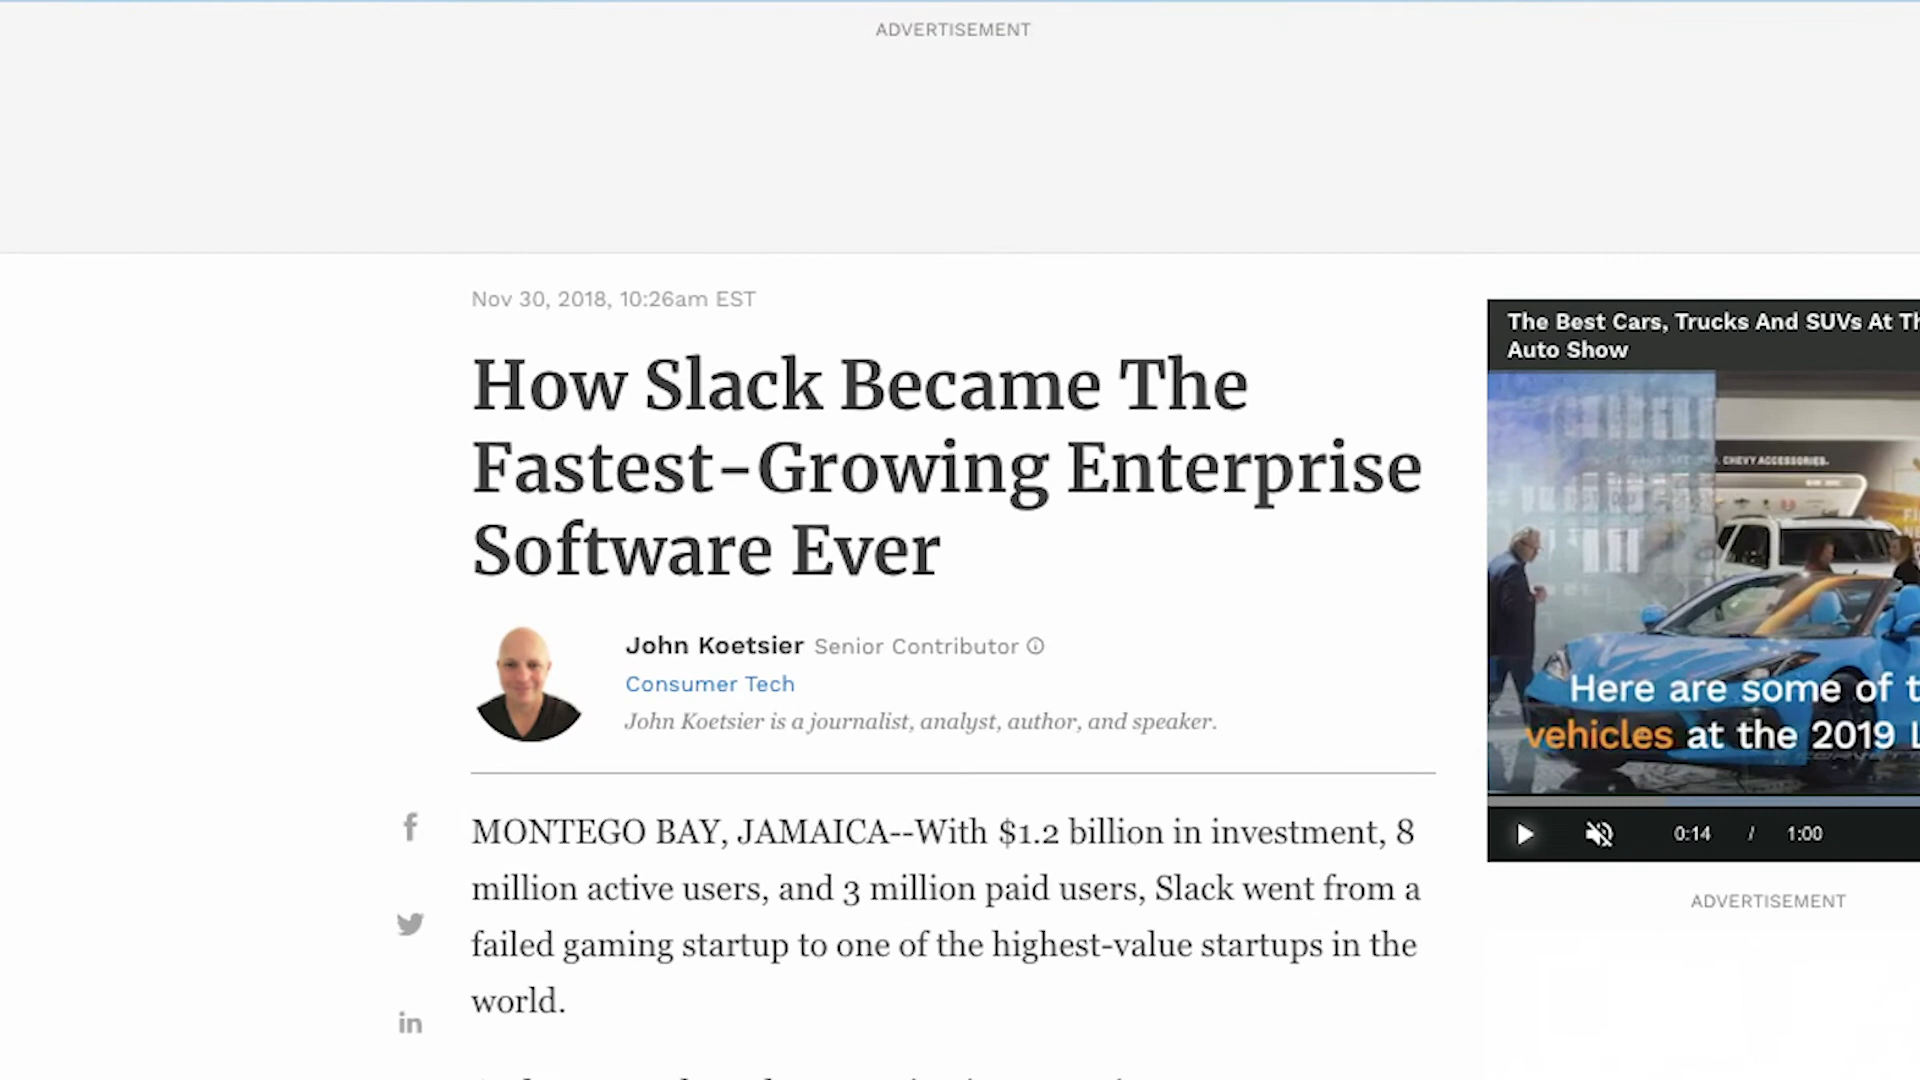 ADVERTISEMENT
Nov 30, 2018, 10:26am EST
How Slack Became The
Fastest-Growing Enterprise
Software Ever
John Koetsier Senior Contributor
Consumer Tech
John Koetsier is a journalist, analyst, author, and speaker.
MONTEGO BAY, JAMAICA--With $1.2 billion in investment, 8
million active users, and 3 million paid users, Slack went from a
failed gaming startup to one of the highest-value startups in the
world.
The Best Cars, Trucks And SUVs At Th
Auto Show
CHEVY ACCESSORIES.
Here are some of t
vehicles at the 2019 L
0:14 / 1:00
ADVERTISEMENT